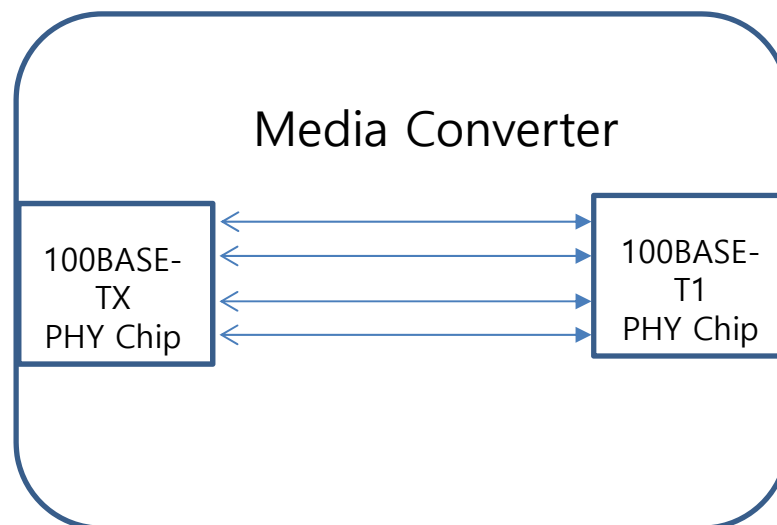 Media Converter
100BASE-
TX
PHY Chip
100BASE-
T1
PHY Chip